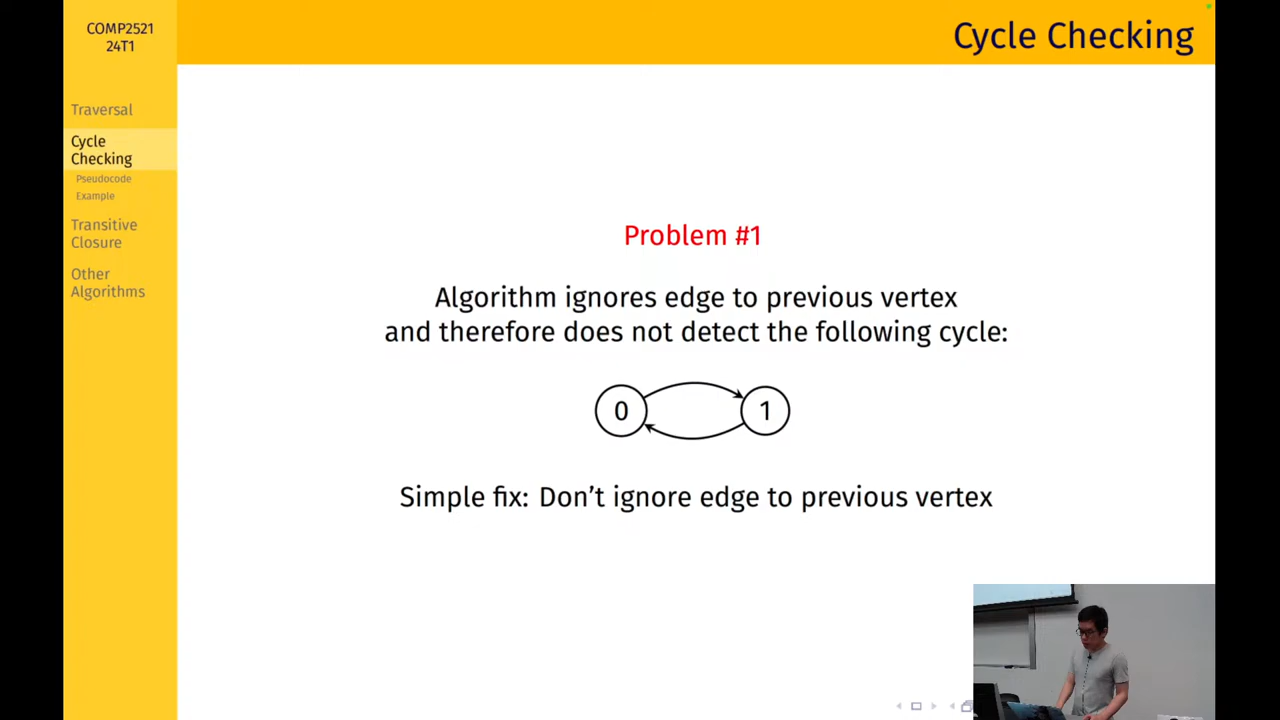 COMP2521
24T1
Cycle Checking
Traversal
Cycle
Checking
Pseudocode
Example
Transitive
Closure
Other
Algorithms
Problem #1
Algorithm ignores edge to previous vertex
and therefore does not detect the following cycle:
0 1
Simple fix: Don’t ignore edge to previous vertex